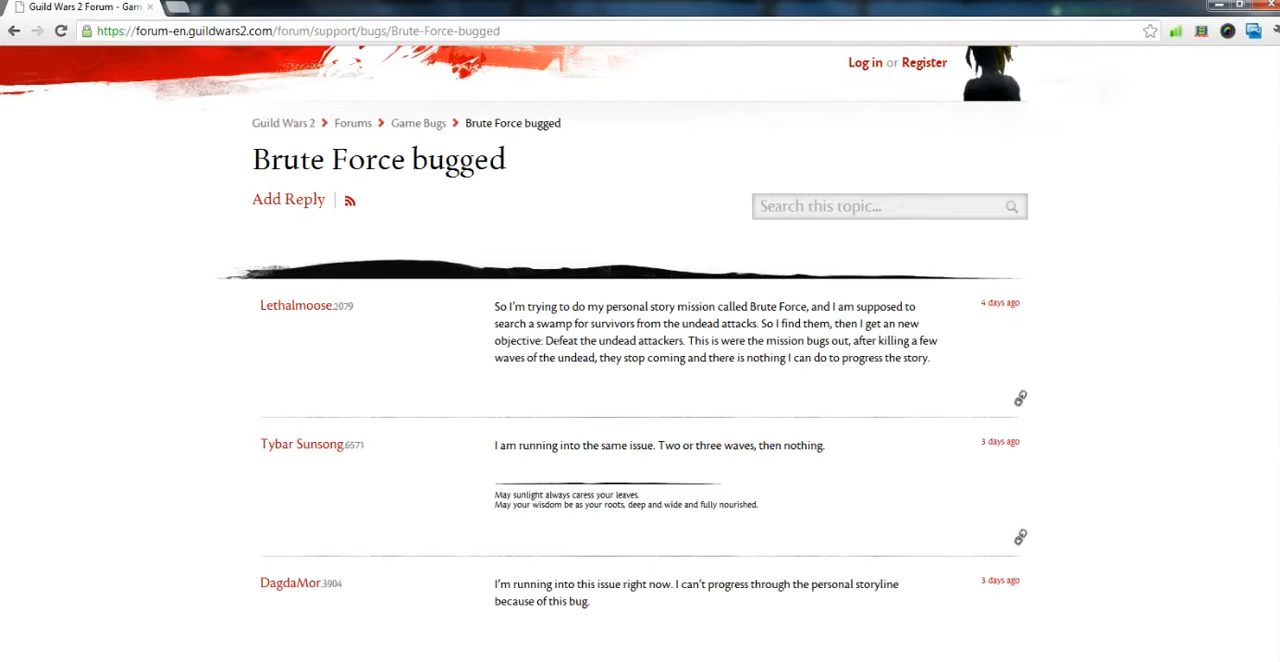 Guild Wars 2 Forum - Gam
https://forum-en.guildwars2.com/forum/support/bugs/Brute-Force-bugged
Log in or Register
Guild Wars 2 Forums Game Bugs Brute Force bugged
Brute Force bugged
Add Reply
Search this topic...
Lethalmoose.2079
So I'm trying to do my personal story mission called Brute Force, and I am supposed to
search a swamp for survivors from the undead attacks. So I find them, then I get an new
objective: Defeat the undead attackers. This is were the mission bugs out, after killing a few
waves of the undead, they stop coming and there is nothing I can do to progress the story.
4 days ago
Tybar Sunsong.6571
I am running into the same issue. Two or three waves, then nothing.
3 days ago
May sunlight always caress your leaves.
May your wisdom be as your roots, deep and wide and fully nourished.
DagdaMor.3904
I'm running into this issue right now. I can't progress through the personal storyline
because of this bug.
3 days ago